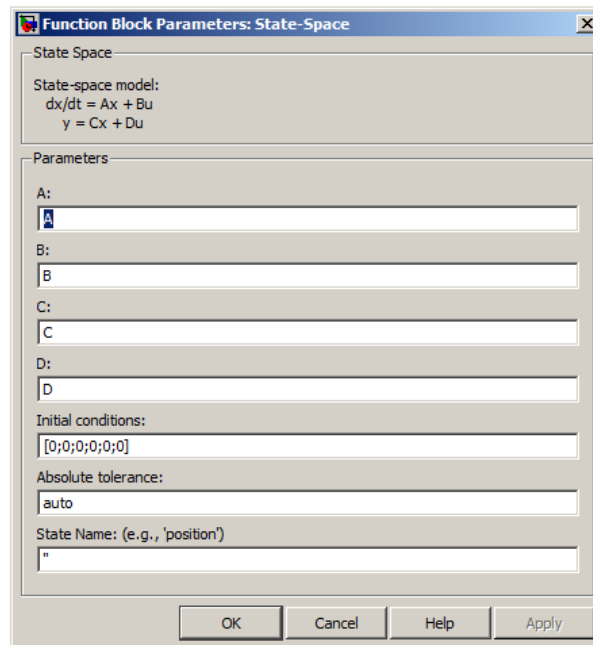 Function Block Parameters: State-Space
State Space
State-space model:
dx/dt = Ax + Bu
y = Cx + Du
Parameters
A:
A
B:
B
C:
C
D:
D
Initial conditions:
[0;0;0;0;0;0]
Absolute tolerance:
auto
State Name: (e.g., 'position')
''
OK
Cancel
Help
Apply